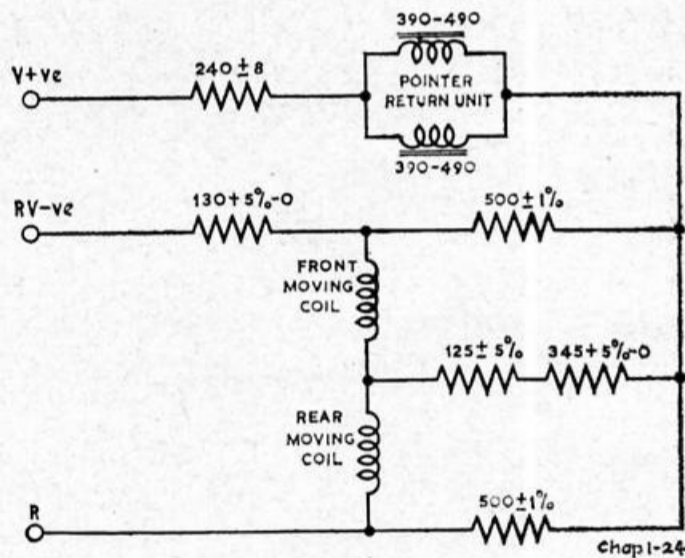 390-490
V+ve
240 ± 8
POINTER
RETURN UNIT
390-490
RV-ve
130+5%-0
500±1%
FRONT
MOVING
COIL
125±5%
345+5%-0
REAR
MOVING
COIL
R
500±1%
Chap1-26